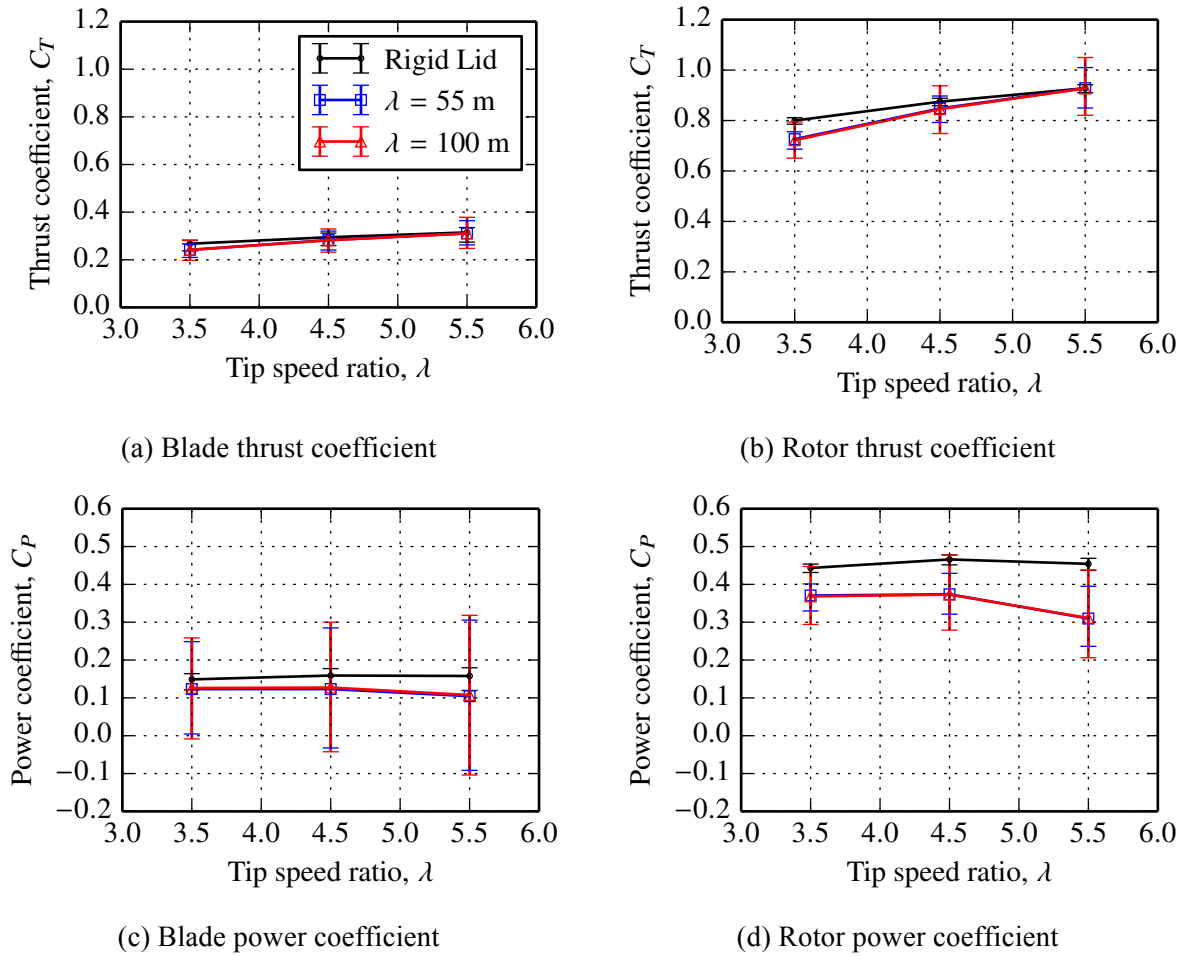 1.2
1.0
0.8
0.6
0.4
0.2
0.0
Thrust coefficient, C_T
Rigid Lid
λ = 55 m
λ = 100 m
3.0 3.5 4.0 4.5 5.0 5.5 6.0
Tip speed ratio, λ
(a) Blade thrust coefficient
1.2
1.0
0.8
0.6
0.4
0.2
0.0
Thrust coefficient, C_T
3.0 3.5 4.0 4.5 5.0 5.5 6.0
Tip speed ratio, λ
(b) Rotor thrust coefficient
0.6
0.5
0.4
0.3
0.2
0.1
0.0
−0.1
−0.2
Power coefficient, C_P
3.0 3.5 4.0 4.5 5.0 5.5 6.0
Tip speed ratio, λ
(c) Blade power coefficient
0.6
0.5
0.4
0.3
0.2
0.1
0.0
−0.1
−0.2
Power coefficient, C_P
3.0 3.5 4.0 4.5 5.0 5.5 6.0
Tip speed ratio, λ
(d) Rotor power coefficient